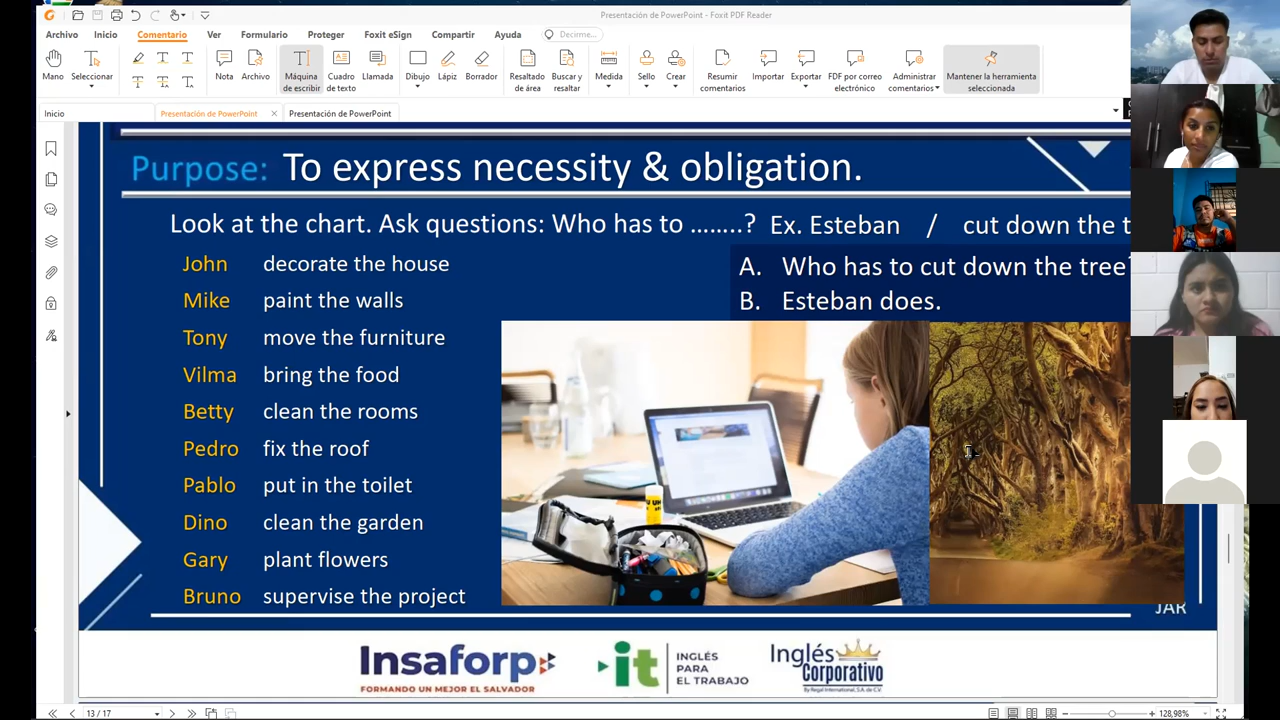 Presentación de PowerPoint - Foxit PDF Reader
Archivo Inicio Comentario Ver Formulario Proteger Foxit eSign Compartir Ayuda Decirme...
Mano Seleccionar Nota Archivo Máquina de escribir Cuadro de texto Llamada Dibujo Lápiz Borrador Resaltado de área Buscar y resaltar Medida Sello Crear Resumir comentarios Importar Exportar FDF por correo electrónico Administrar comentarios Mantener la herramienta seleccionada
Inicio Presentación de PowerPoint Presentación de PowerPoint
Purpose: To express necessity & obligation.
Look at the chart. Ask questions: Who has to ........? Ex. Esteban / cut down the t
John decorate the house
A. Who has to cut down the tree?
Mike paint the walls
B. Esteban does.
Tony move the furniture
Vilma bring the food
Betty clean the rooms
Pedro fix the roof
Pablo put in the toilet
Dino clean the garden
Gary plant flowers
Bruno supervise the project
JAR
Insaforp
FORMANDO UN MEJOR EL SALVADOR
it INGLÉS PARA EL TRABAJO
Inglés Corporativo
By Regal International, S.A. de C.V.
13 / 17
128,98%